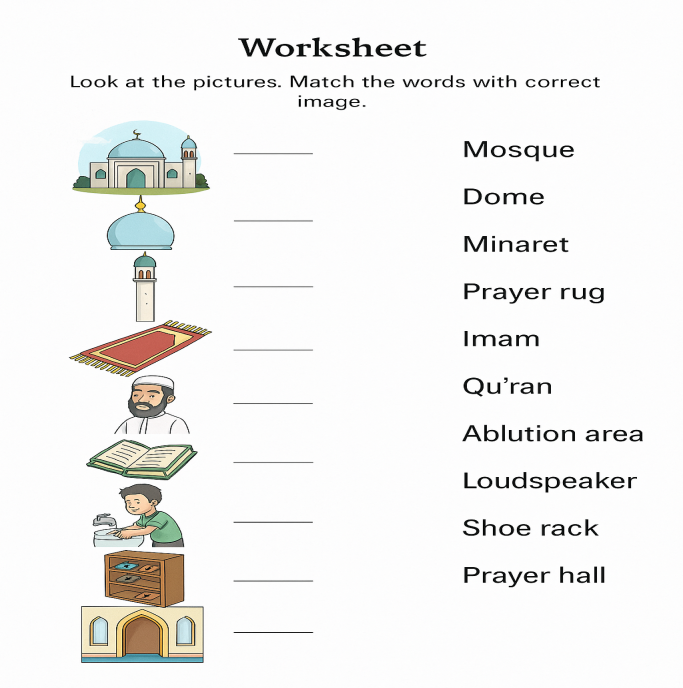 Worksheet
Look at the pictures. Match the words with correct
image.
Mosque
Dome
Minaret
Prayer rug
Imam
Qu’ran
Ablution area
Loudspeaker
Shoe rack
Prayer hall